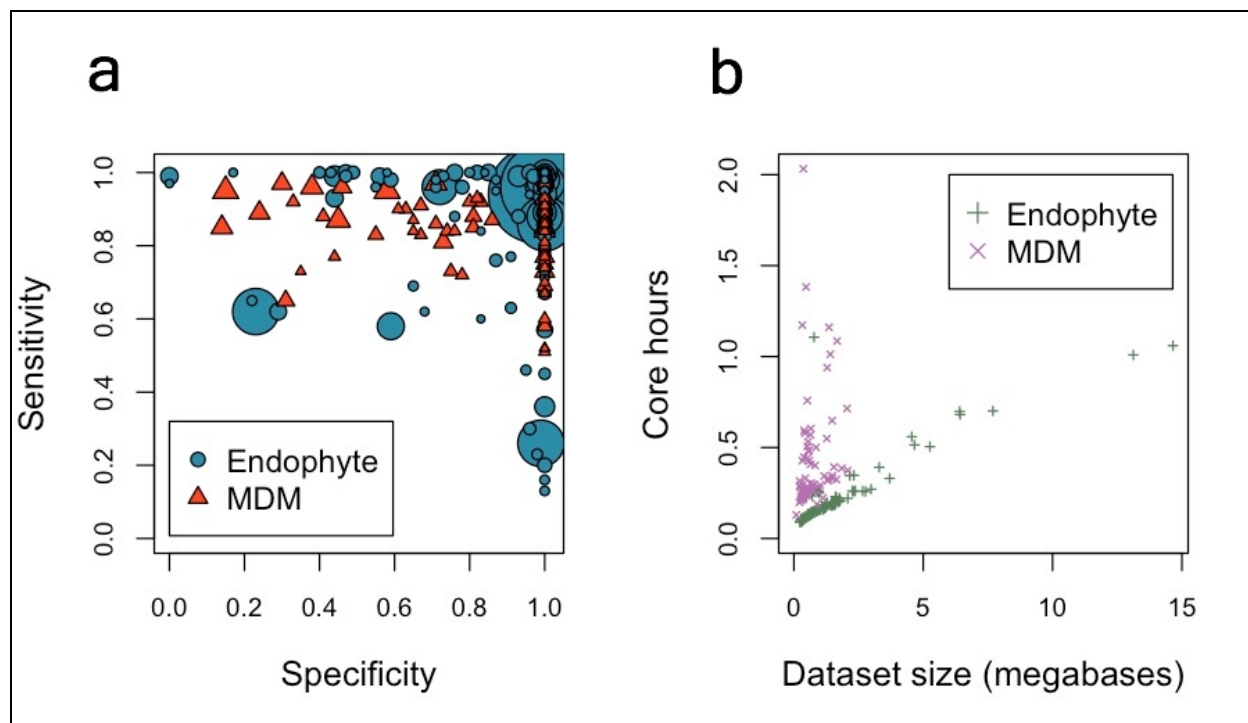 a
Sensitivity
1.0
0.8
0.6
0.4
0.2
0.0
Endophyte
MDM
0.0 0.2 0.4 0.6 0.8 1.0
Specificity
b
Core hours
2.0
1.5
1.0
0.5
0.0
Endophyte
MDM
0 5 10 15
Dataset size (megabases)